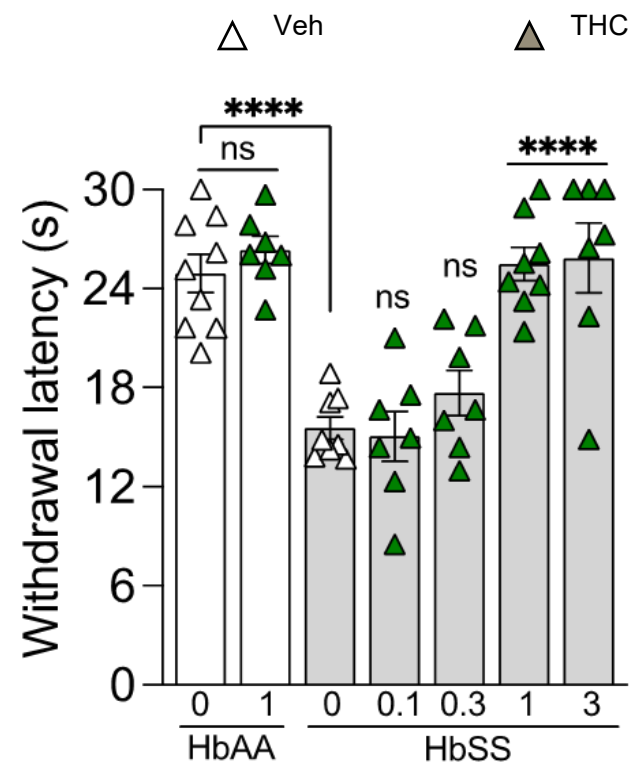 Veh THC
****
ns
****
ns
ns
Withdrawal latency (s)
30
24
18
12
6
0
0 1 0 0.1 0.3 1 3
HbAA HbSS